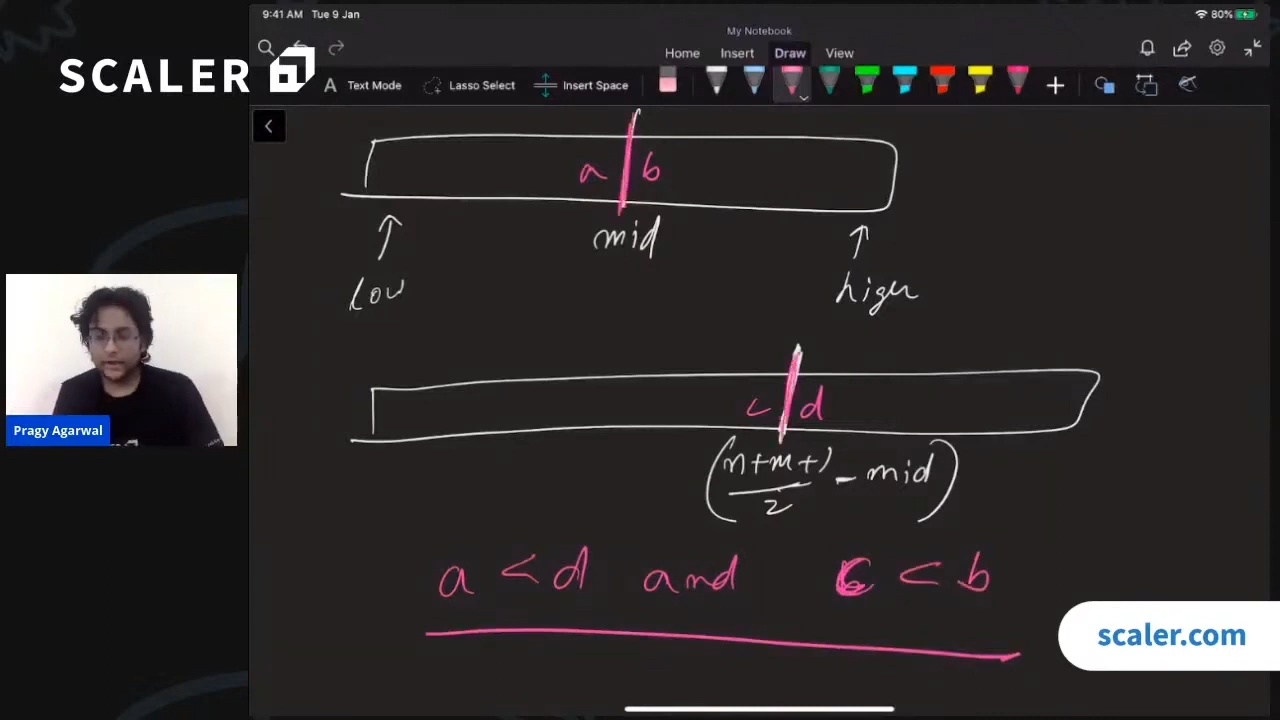 9:41 AM Tue 9 Jan
80%
My Notebook
Home Insert Draw View
SCALER
A Text Mode Lasso Select Insert Space
a b
mid
low
higer
c d
(n+m+1/2 - mid)
a < d and c < b
Pragy Agarwal
scaler.com